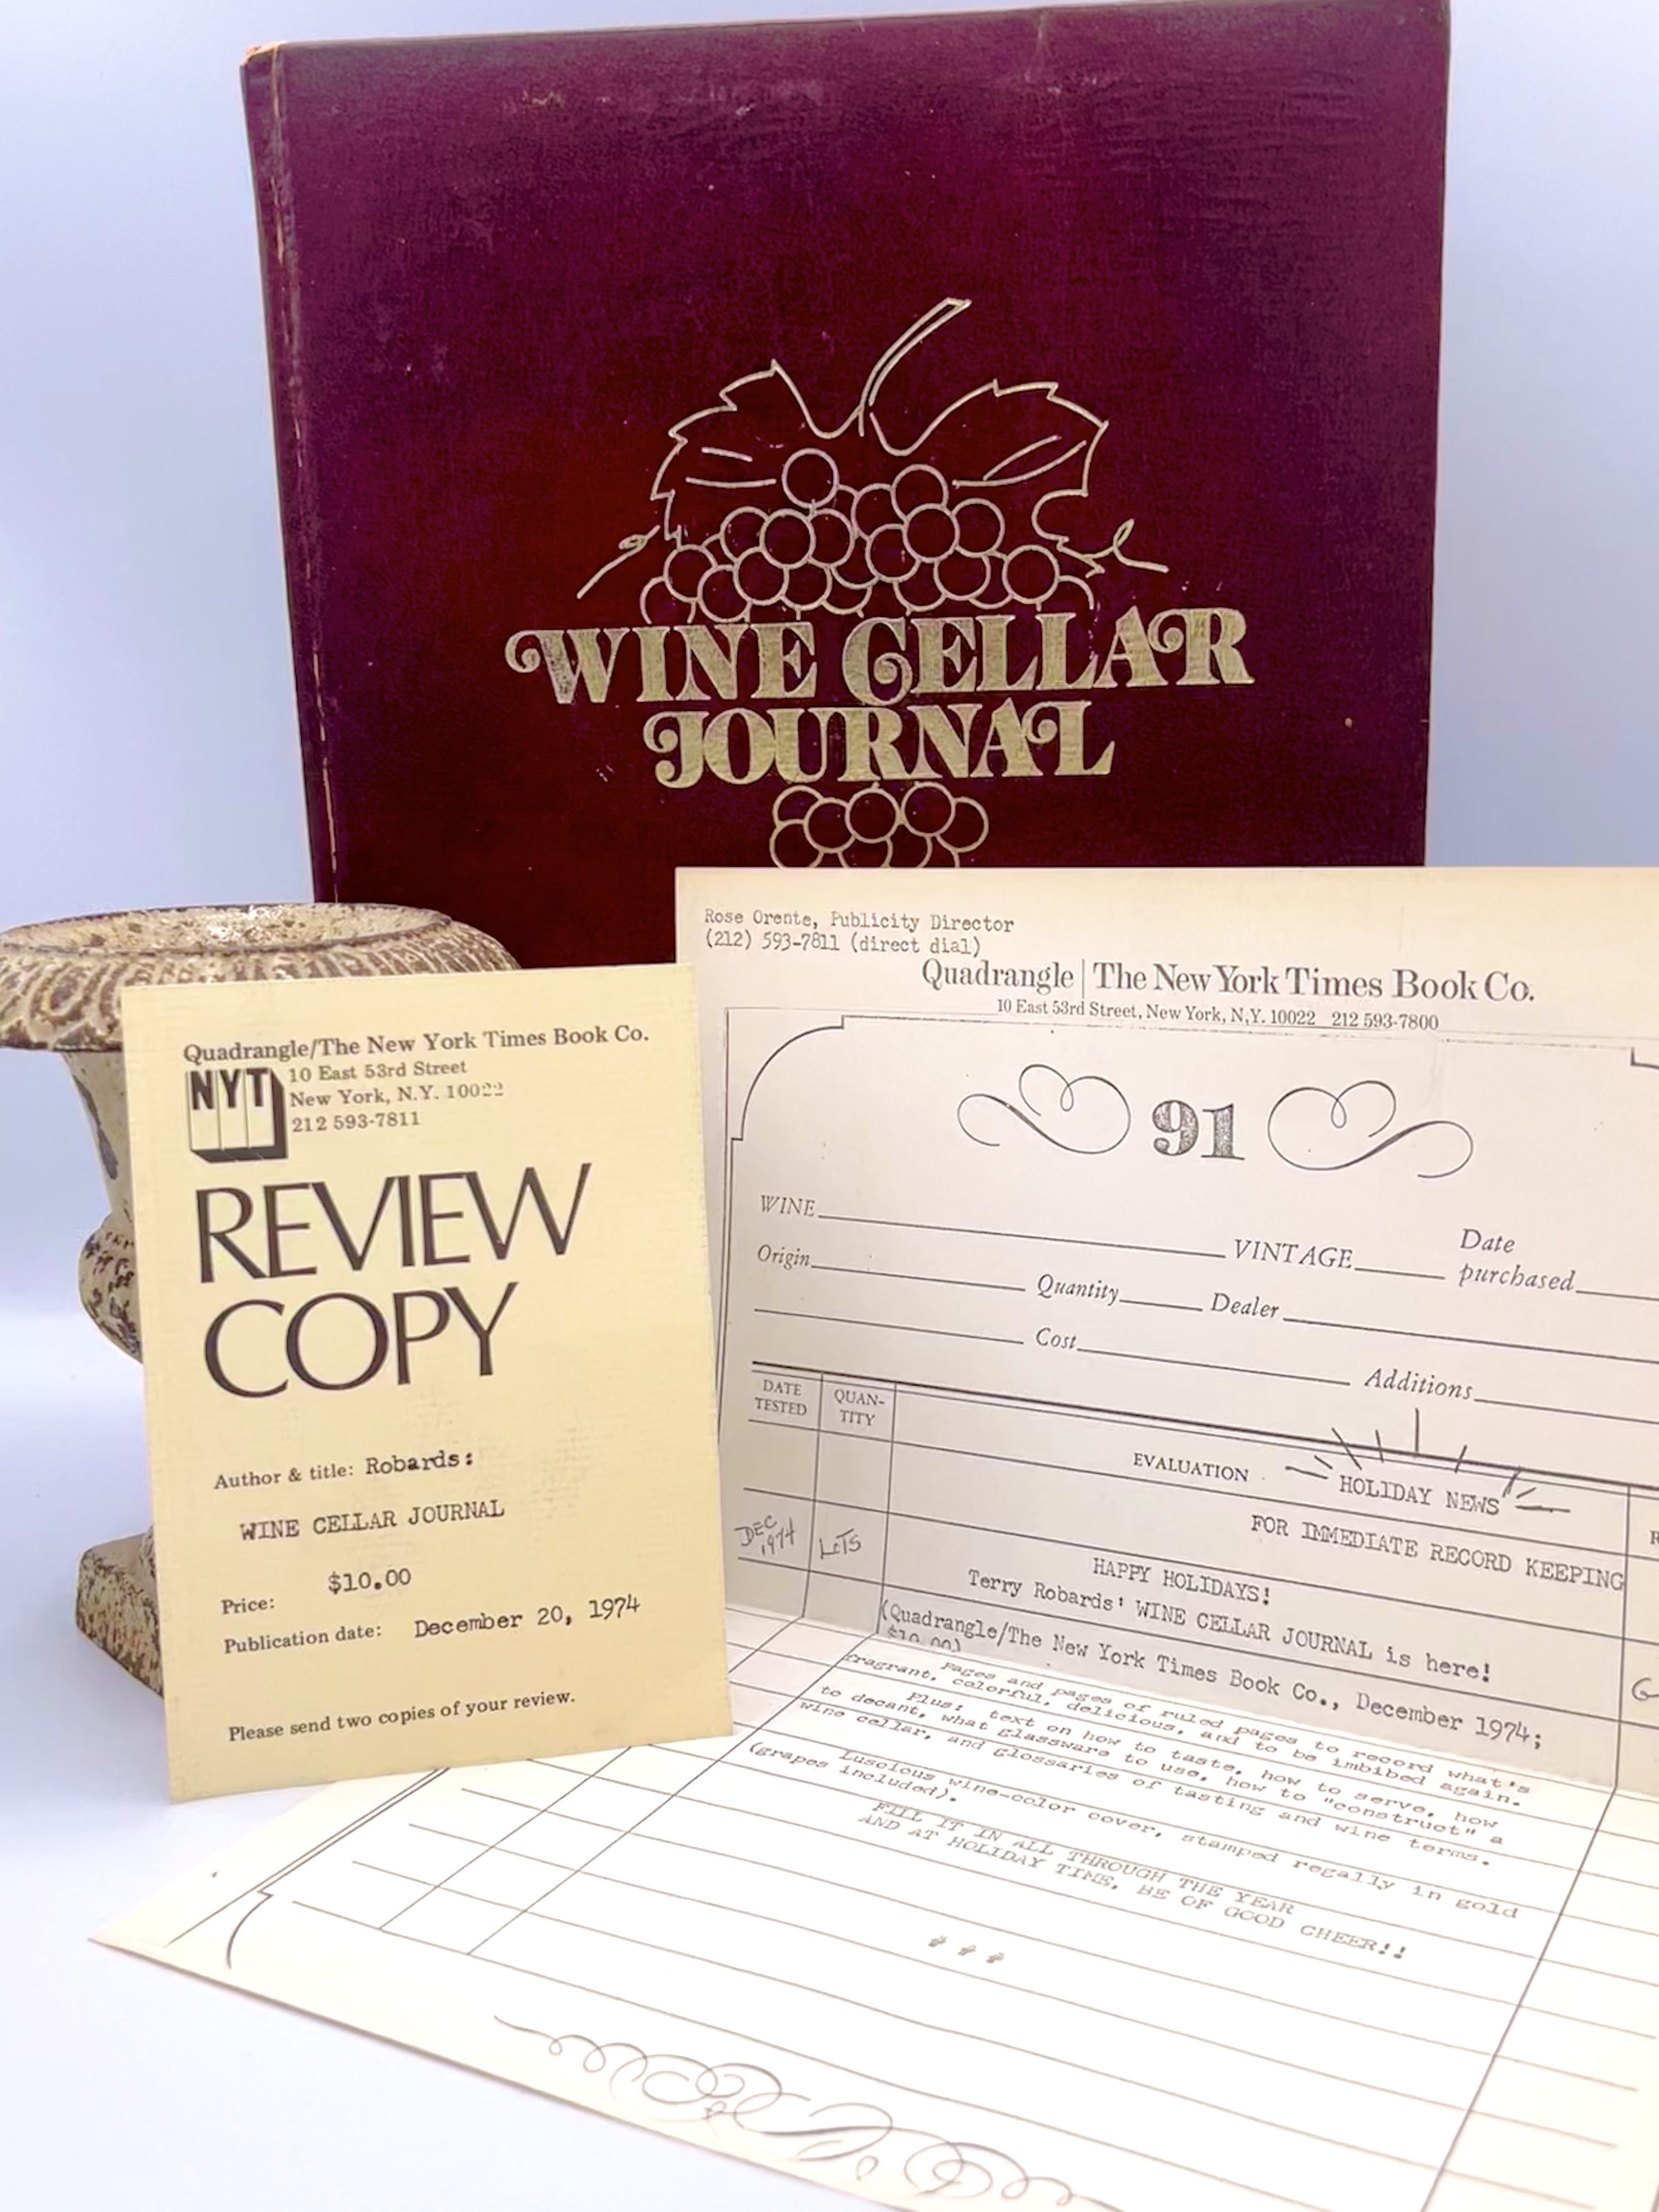 WINE CELLAR
JOURNAL
Rose Orente, Publicity Director
(212) 593-7811 (direct dial)
Quadrangle | The New York Times Book Co.
10 East 53rd Street, New York, N.Y. 10022 212 593-7800
91
WINE VINTAGE Date purchased
Origin Quantity Dealer
Cost Additions
DATE TESTED QUAN-TITY EVALUATION HOLIDAY NEWS
FOR IMMEDIATE RECORD KEEPING
DEC 1974 LOTS
HAPPY HOLIDAYS!
Terry Robards' WINE CELLAR JOURNAL is here!
(Quadrangle/The New York Times Book Co., December 1974;
$10.00)
Pages and pages of ruled pages to record what's
fragrant, colorful, delicious, and to be imbibed again.
Plus: text on how to taste, how to serve, how
to decant, what glassware to use, how to "construct" a
wine cellar, and glossaries of tasting and wine terms.
Luscious wine-color cover, stamped regally in gold
(grapes included).
FILL IT IN ALL THROUGH THE YEAR
AND AT HOLIDAY TIME, BE OF GOOD CHEER!!
# # #
Quadrangle/The New York Times Book Co.
NYT
10 East 53rd Street
New York, N.Y. 10022
212 593-7811
REVIEW
COPY
Author & title: Robards:
WINE CELLAR JOURNAL
Price: $10.00
Publication date: December 20, 1974
Please send two copies of your review.